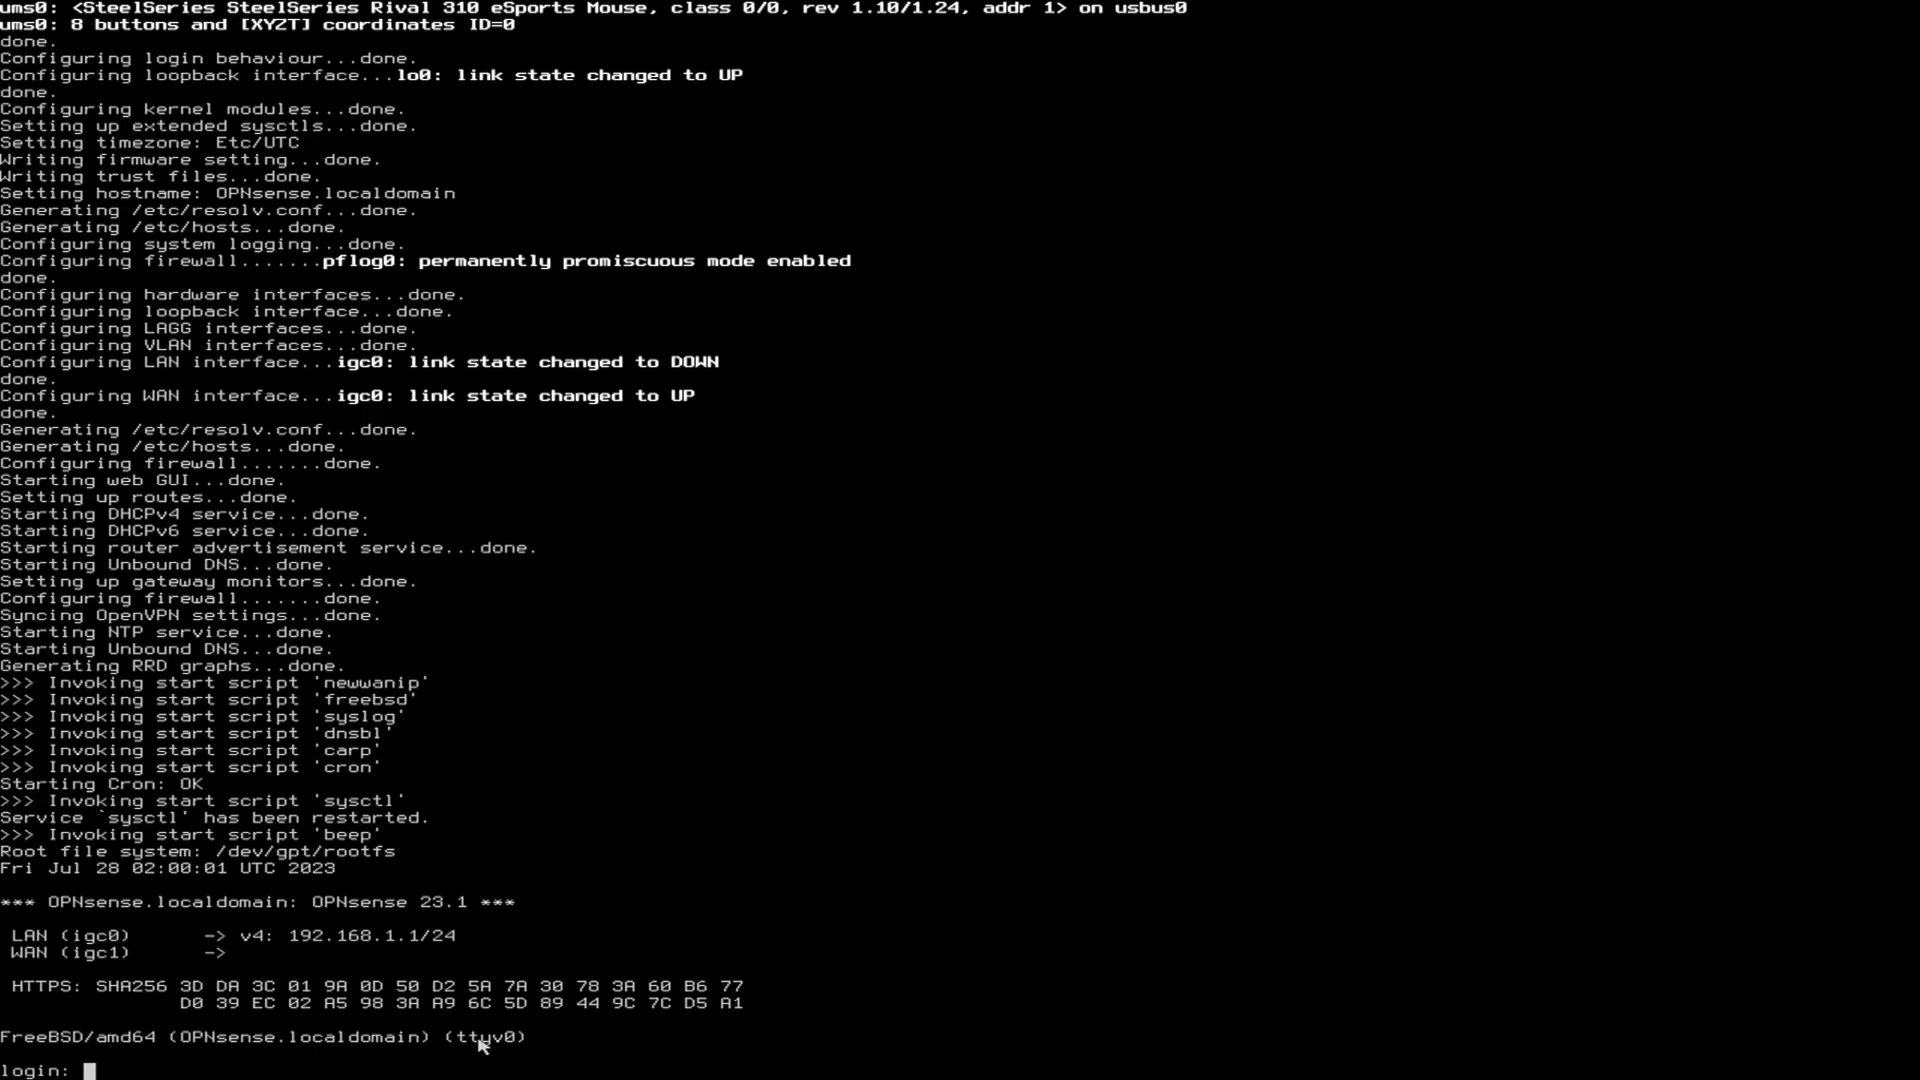 ums0: <SteelSeries SteelSeries Rival 310 eSports Mouse, class 0/0, rev 1.10/1.24, addr 1> on usbus0
ums0: 8 buttons and [XYZT] coordinates ID=0
done.
Configuring login behaviour...done.
Configuring loopback interface...lo0: link state changed to UP
done.
Configuring kernel modules...done.
Setting up extended sysctls...done.
Setting timezone: Etc/UTC
Writing firmware setting...done.
Writing trust files...done.
Setting hostname: OPNsense.localdomain
Generating /etc/resolv.conf...done.
Generating /etc/hosts...done.
Configuring system logging...done.
Configuring firewall.......pflog0: permanently promiscuous mode enabled
done.
Configuring hardware interfaces...done.
Configuring loopback interface...done.
Configuring LAGG interfaces...done.
Configuring VLAN interfaces...done.
Configuring LAN interface...igc0: link state changed to DOWN
done.
Configuring WAN interface...igc0: link state changed to UP
done.
Generating /etc/resolv.conf...done.
Generating /etc/hosts...done.
Configuring firewall.......done.
Starting web GUI...done.
Setting up routes...done.
Starting DHCPv4 service...done.
Starting DHCPv6 service...done.
Starting router advertisement service...done.
Starting Unbound DNS...done.
Setting up gateway monitors...done.
Configuring firewall.......done.
Syncing OpenVPN settings...done.
Starting NTP service...done.
Starting Unbound DNS...done.
Generating RRD graphs...done.
>>> Invoking start script 'newwanip'
>>> Invoking start script 'freebsd'
>>> Invoking start script 'syslog'
>>> Invoking start script 'dnsbl'
>>> Invoking start script 'carp'
>>> Invoking start script 'cron'
Starting Cron: OK
>>> Invoking start script 'sysctl'
Service `sysctl' has been restarted.
>>> Invoking start script 'beep'
Root file system: /dev/gpt/rootfs
Fri Jul 28 02:00:01 UTC 2023
*** OPNsense.localdomain: OPNsense 23.1 ***
LAN (igc0) -> v4: 192.168.1.1/24
WAN (igc1) ->
HTTPS: SHA256 3D DA 3C 01 9A 0D 50 D2 5A 7A 30 78 3A 60 B6 77
D0 39 EC 02 A5 98 3A A9 6C 5D 89 44 9C 7C D5 A1
FreeBSD/amd64 (OPNsense.localdomain) (ttyv0)
login: